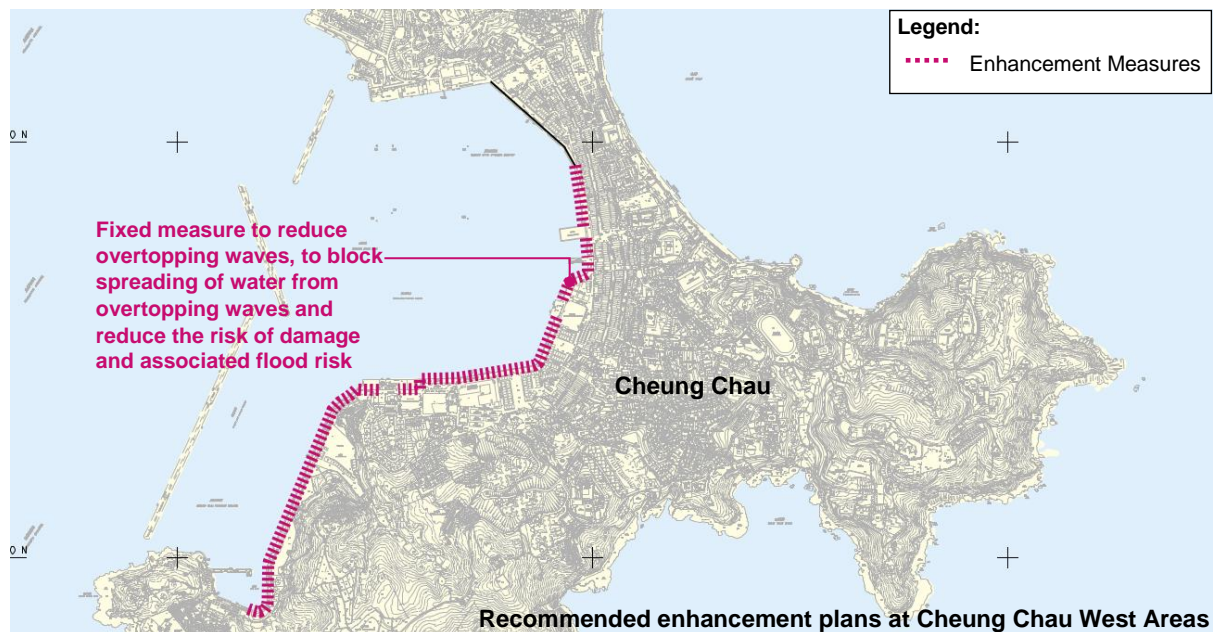 Legend:
Enhancement Measures
O N
Fixed measure to reduce
overtopping waves, to block
spreading of water from
overtopping waves and
reduce the risk of damage
and associated flood risk
Cheung Chau
O N
Recommended enhancement plans at Cheung Chau West Areas